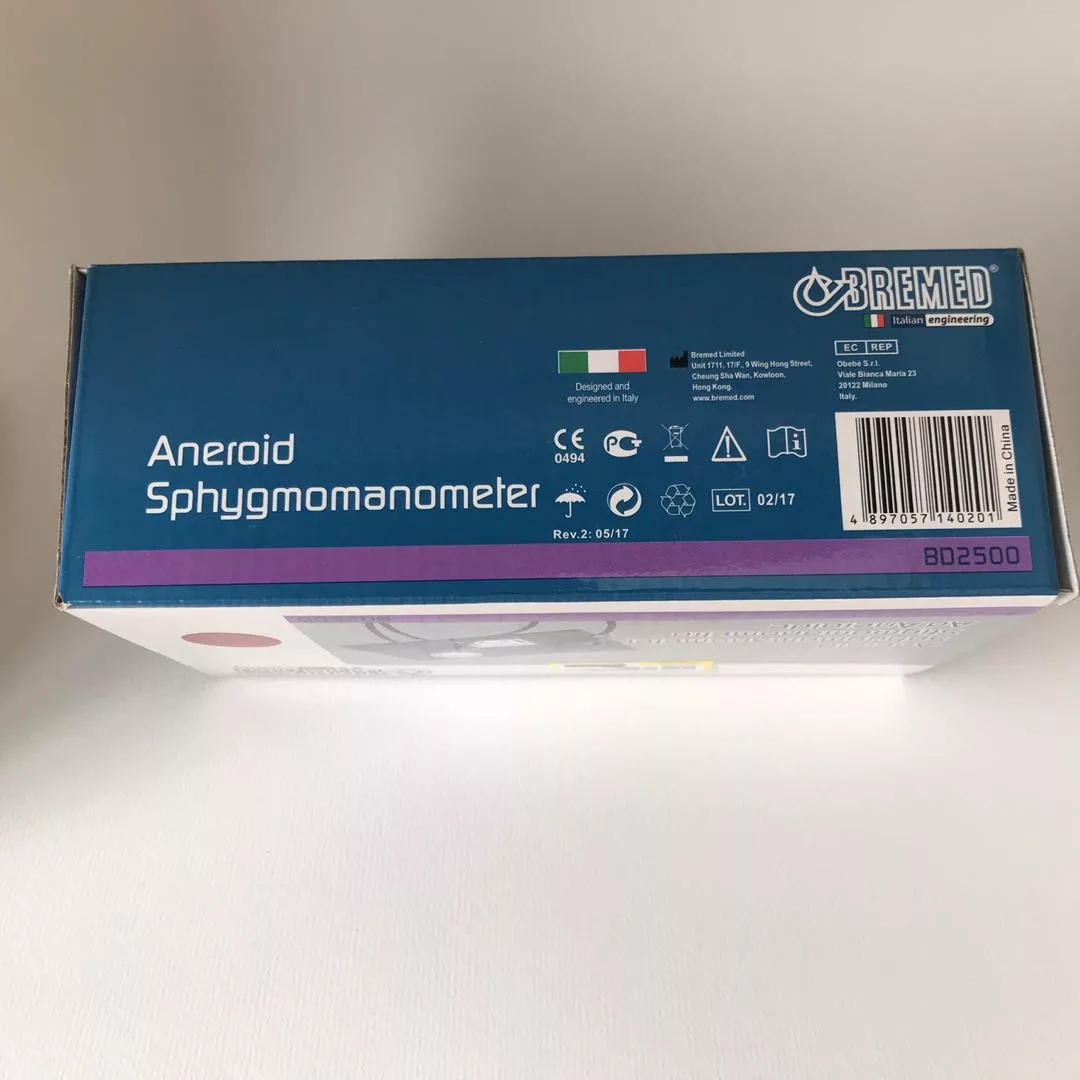 BREMED®
Italian engineering
Designed and
engineered in Italy
Bremed Limited
Unit 1711, 17/F., 9 Wing Hong Street,
Cheung Sha Wan, Kowloon,
Hong Kong.
www.bremed.com
EC REP
Obebé S.r.l.
Viale Bianca Maria 23
20122 Milano
Italy.
Aneroid
Sphygmomanometer
CE
0494
PCT
LOT. 02/17
Rev.2: 05/17
4 897057 140201
Made in China
BD2500